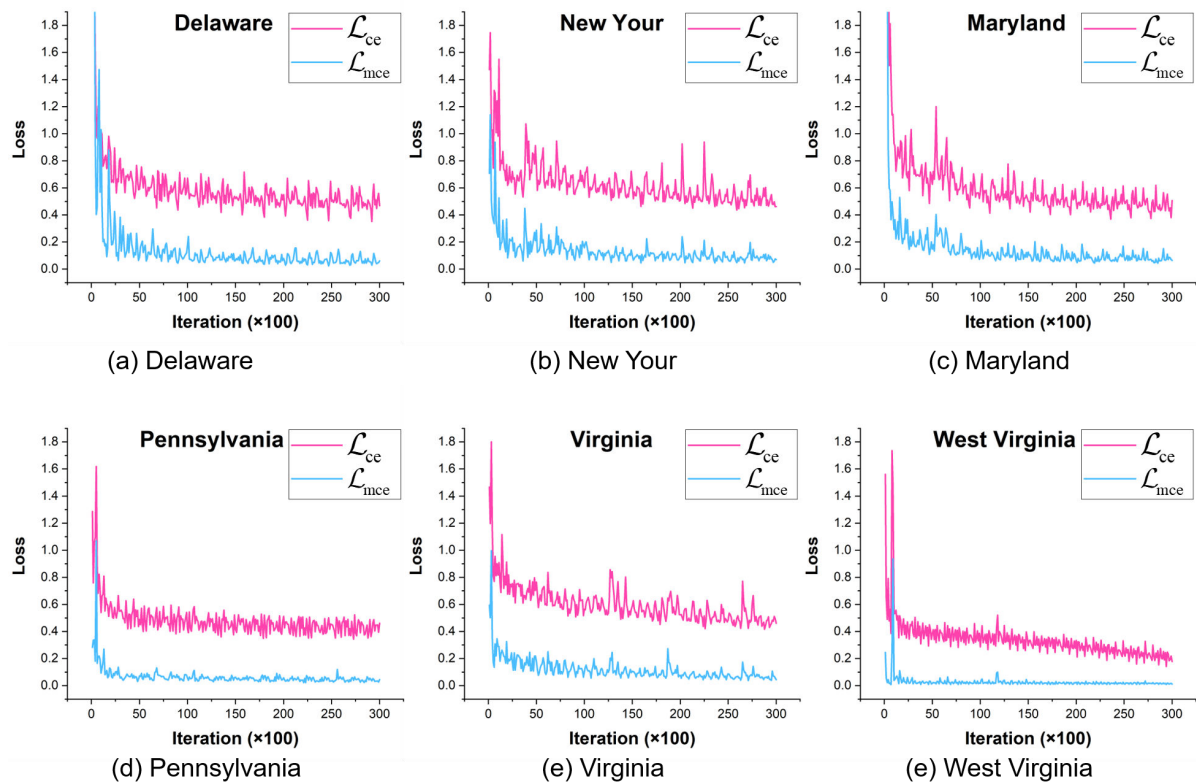 Delaware
ℒce
ℒmce
Loss
1.8
1.6
1.4
1.2
1.0
0.8
0.6
0.4
0.2
0.0
0 50 100 150 200 250 300
Iteration (×100)
(a) Delaware
New Your
ℒce
ℒmce
Loss
1.8
1.6
1.4
1.2
1.0
0.8
0.6
0.4
0.2
0.0
0 50 100 150 200 250 300
Iteration (×100)
(b) New Your
Maryland
ℒce
ℒmce
Loss
1.8
1.6
1.4
1.2
1.0
0.8
0.6
0.4
0.2
0.0
0 50 100 150 200 250 300
Iteration (×100)
(c) Maryland
Pennsylvania
ℒce
ℒmce
Loss
1.8
1.6
1.4
1.2
1.0
0.8
0.6
0.4
0.2
0.0
0 50 100 150 200 250 300
Iteration (×100)
(d) Pennsylvania
Virginia
ℒce
ℒmce
Loss
1.8
1.6
1.4
1.2
1.0
0.8
0.6
0.4
0.2
0.0
0 50 100 150 200 250 300
Iteration (×100)
(e) Virginia
West Virginia
ℒce
ℒmce
Loss
1.8
1.6
1.4
1.2
1.0
0.8
0.6
0.4
0.2
0.0
0 50 100 150 200 250 300
Iteration (×100)
(e) West Virginia